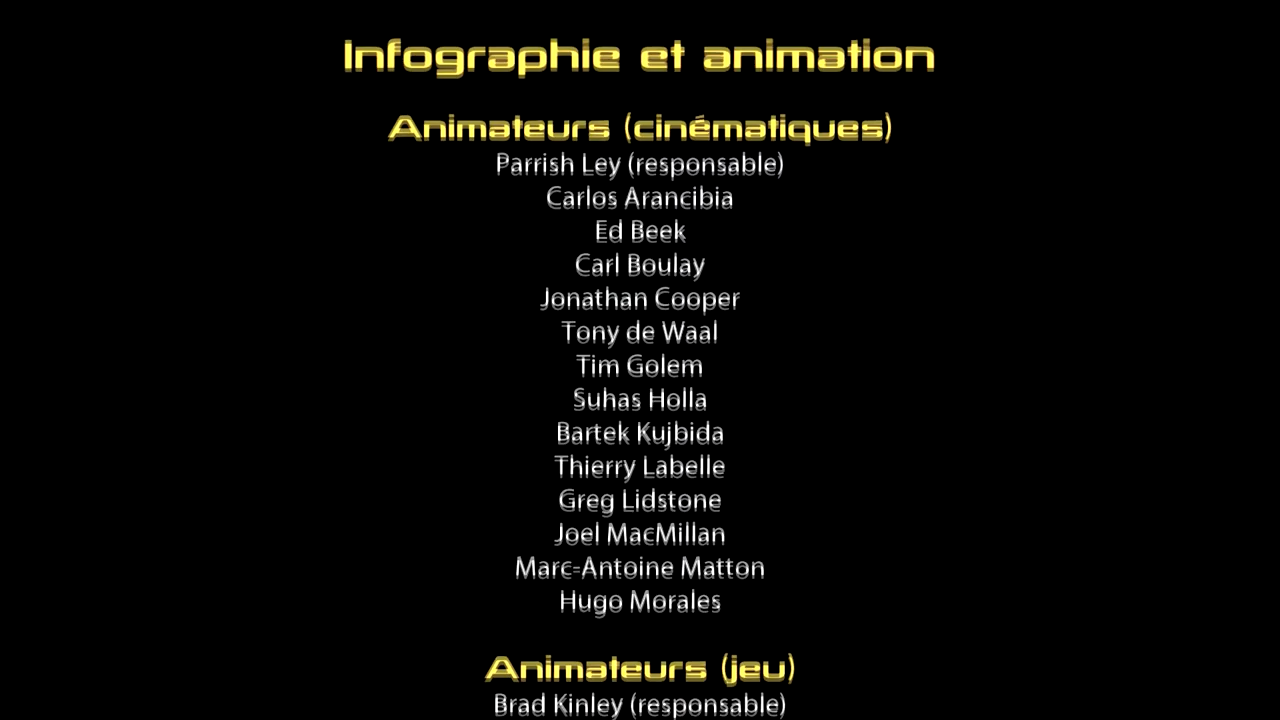 Infographie et animation
Animateurs (cinématiques)
Parrish Ley (responsable)
Carlos Arancibia
Ed Beek
Carl Boulay
Jonathan Cooper
Tony de Waal
Tim Golem
Suhas Holla
Bartek Kujbida
Thierry Labelle
Greg Lidstone
Joel MacMillan
Marc-Antoine Matton
Hugo Morales
Animateurs (jeu)
Brad Kinley (responsable)